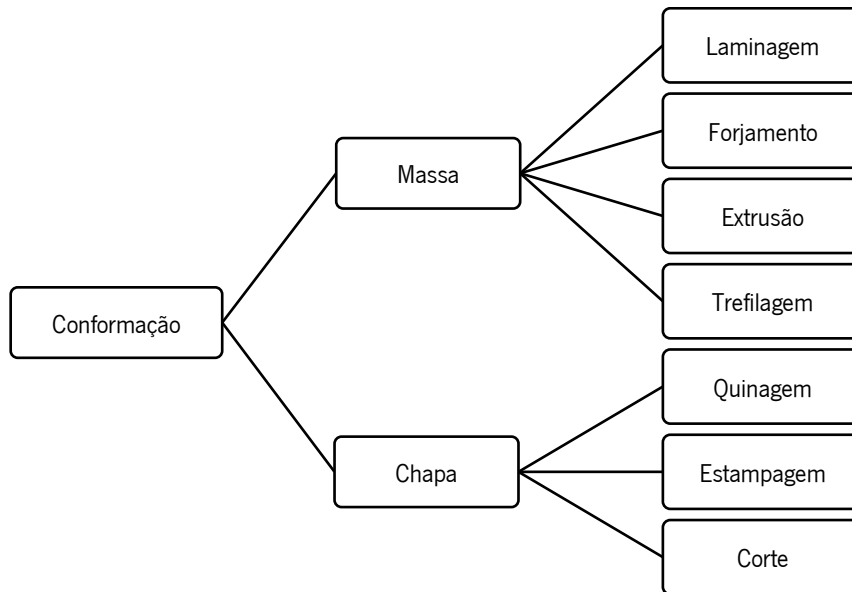 Conformação
Massa
Laminagem
Forjamento
Extrusão
Trefilagem
Chapa
Quinagem
Estampagem
Corte